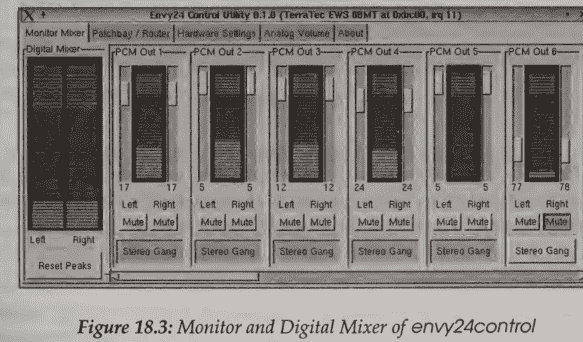 Envy24 Control Utility 0.1.0 (TerraTec EWS 88MT at 0xbc00, irq 11)
Monitor Mixer Patchbay / Router Hardware Settings Analog Volume About
Digital Mixer PCM Out 1 PCM Out 2 PCM Out 3 PCM Out 4 PCM Out 5 PCM Out 6
17 17 5 5 12 12 24 24 5 5 77 78
Left Right Left Right Left Right Left Right Left Right Left Right
Mute Mute Mute Mute Mute Mute Mute Mute Mute Mute Mute Mute
Left Right
Stereo Gang Stereo Gang Stereo Gang Stereo Gang Stereo Gang Stereo Gang
Reset Peaks
Figure 18.3: Monitor and Digital Mixer of envy24control